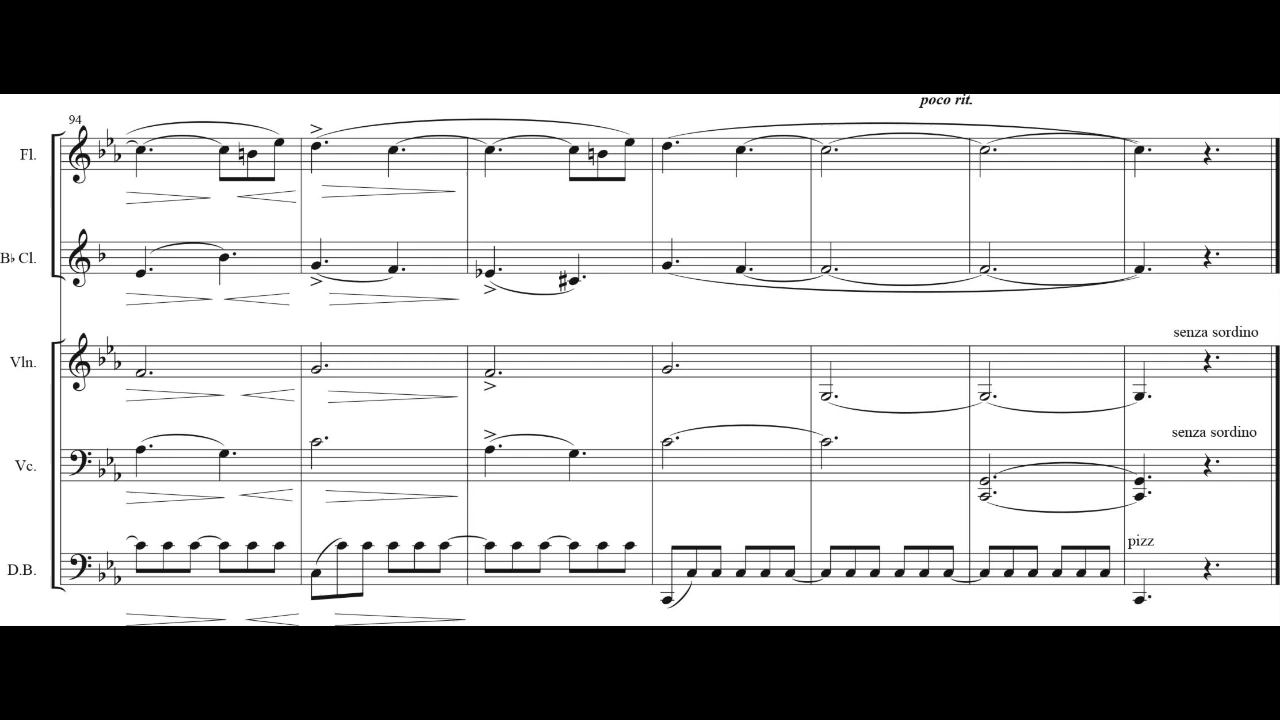 poco rit.
94
Fl.
B♭ Cl.
senza sordino
Vln.
senza sordino
Vc.
pizz
D.B.